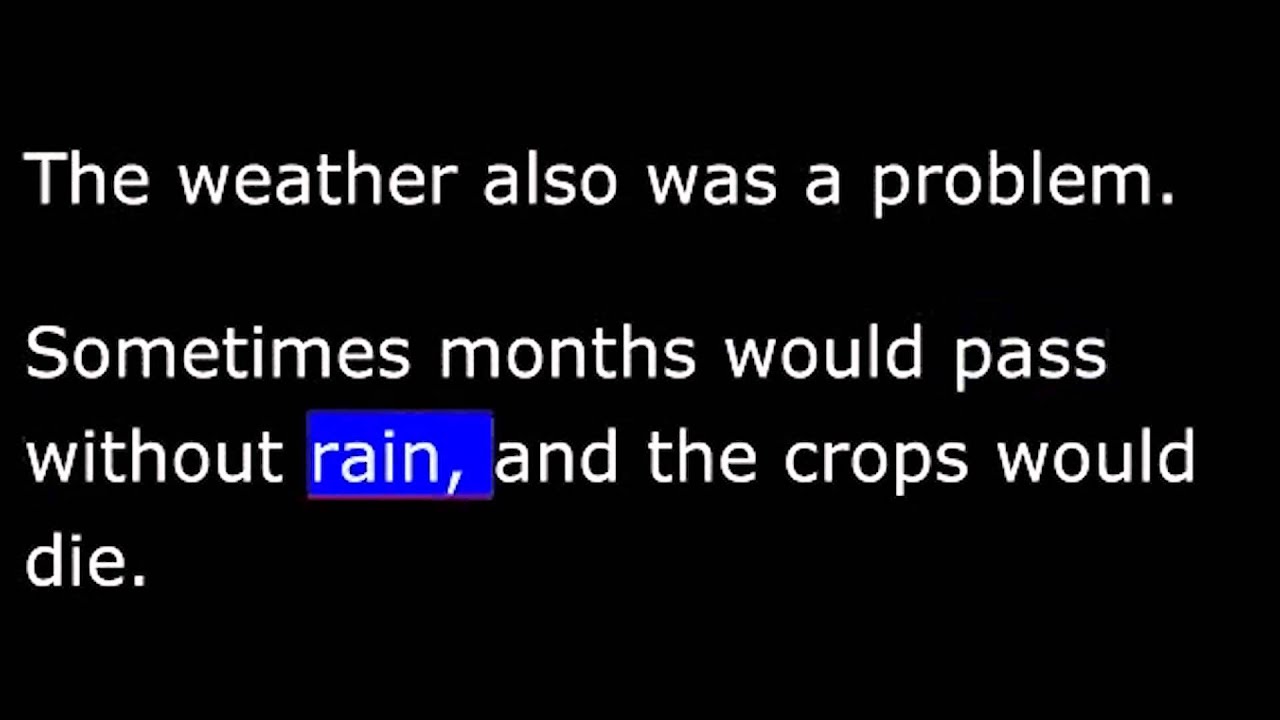 The weather also was a problem.
Sometimes months would pass
without rain, and the crops would
die.